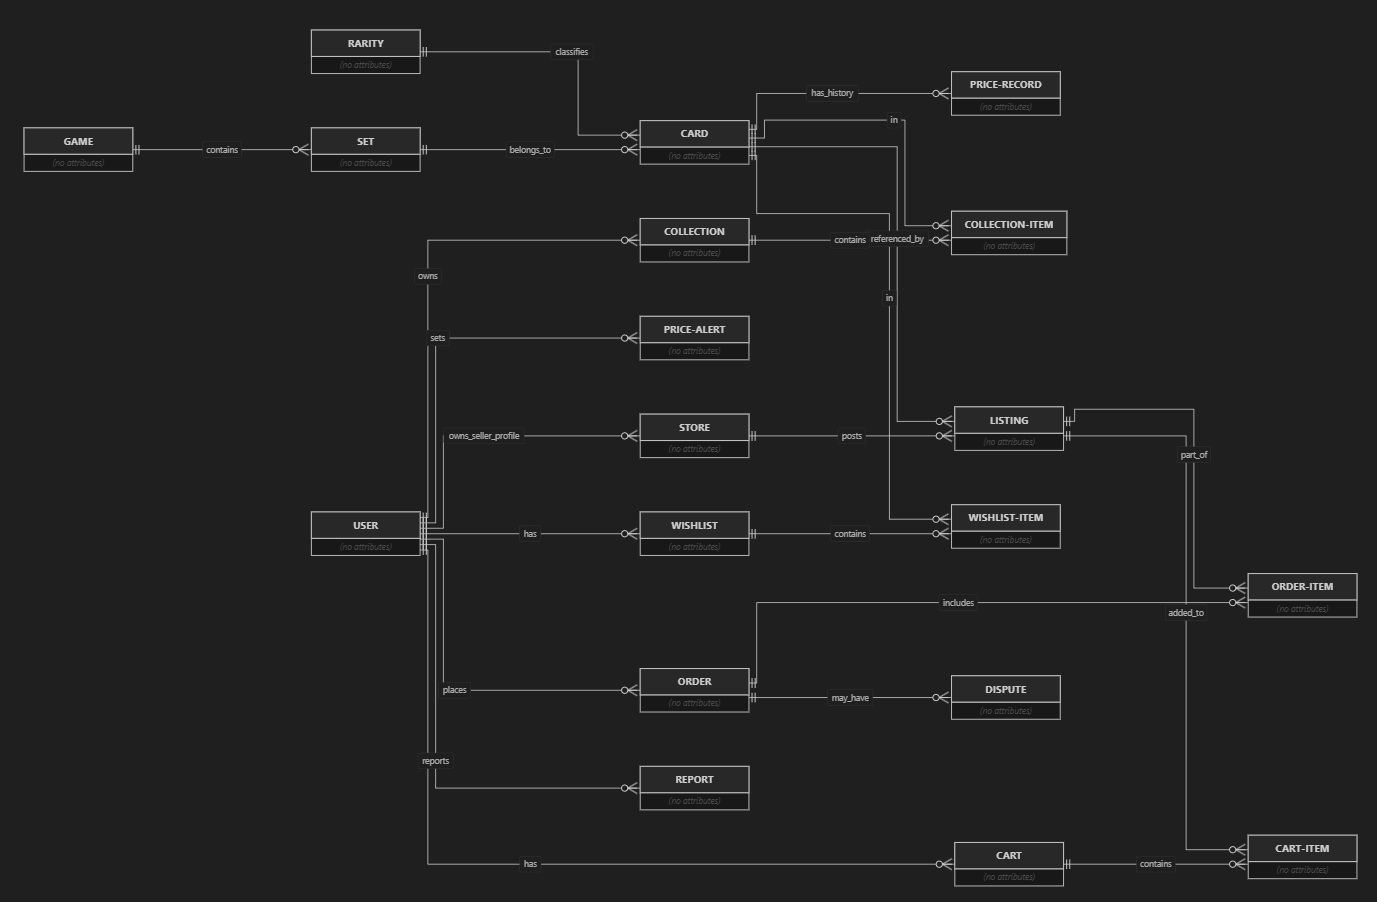 RARITY
(no attributes)
classifies
PRICE-RECORD
(no attributes)
has_history
in
GAME
(no attributes)
contains
SET
(no attributes)
belongs_to
CARD
(no attributes)
COLLECTION
(no attributes)
contains
referenced_by
COLLECTION-ITEM
(no attributes)
owns
in
sets
PRICE-ALERT
(no attributes)
owns_seller_profile
STORE
(no attributes)
posts
LISTING
(no attributes)
part_of
USER
(no attributes)
has
WISHLIST
(no attributes)
contains
WISHLIST-ITEM
(no attributes)
includes
added_to
ORDER-ITEM
(no attributes)
places
ORDER
(no attributes)
may_have
DISPUTE
(no attributes)
reports
REPORT
(no attributes)
has
CART
(no attributes)
contains
CART-ITEM
(no attributes)